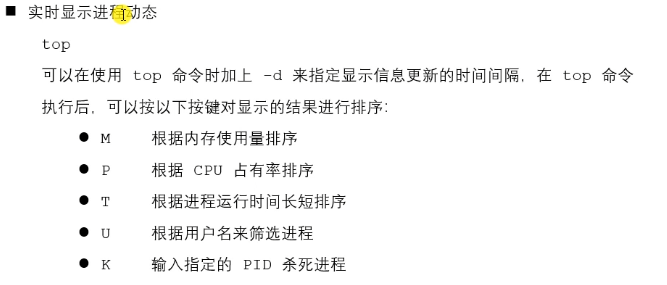 ■ 实时显示进程动态
top
可以在使用 top 命令时加上 -d 来指定显示信息更新的时间间隔，在 top 命令
执行后，可以按以下按键对显示的结果进行排序：
● M 根据内存使用量排序
● P 根据 CPU 占有率排序
● T 根据进程运行时间长短排序
● U 根据用户名来筛选进程
● K 输入指定的 PID 杀死进程